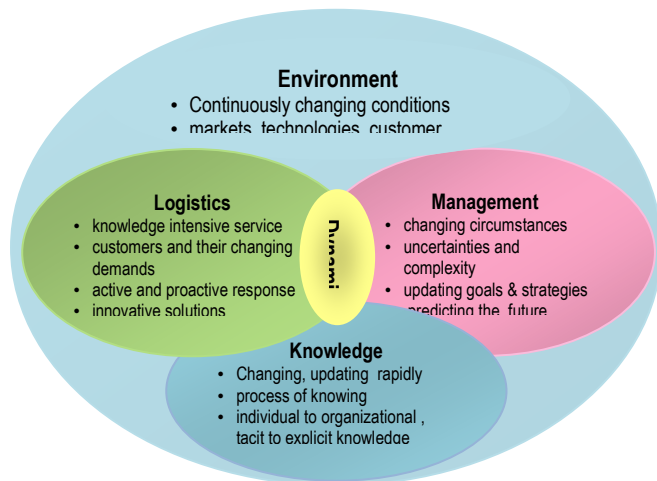 Environment
• Continuously changing conditions
• markets, technologies, customer
Logistics
• knowledge intensive service
• customers and their changing
demands
• active and proactive response
• innovative solutions
Dynami
Management
• changing circumstances
• uncertainties and
complexity
• updating goals & strategies
predicting the future
Knowledge
• Changing, updating rapidly
• process of knowing
• individual to organizational ,
tacit to explicit knowledge